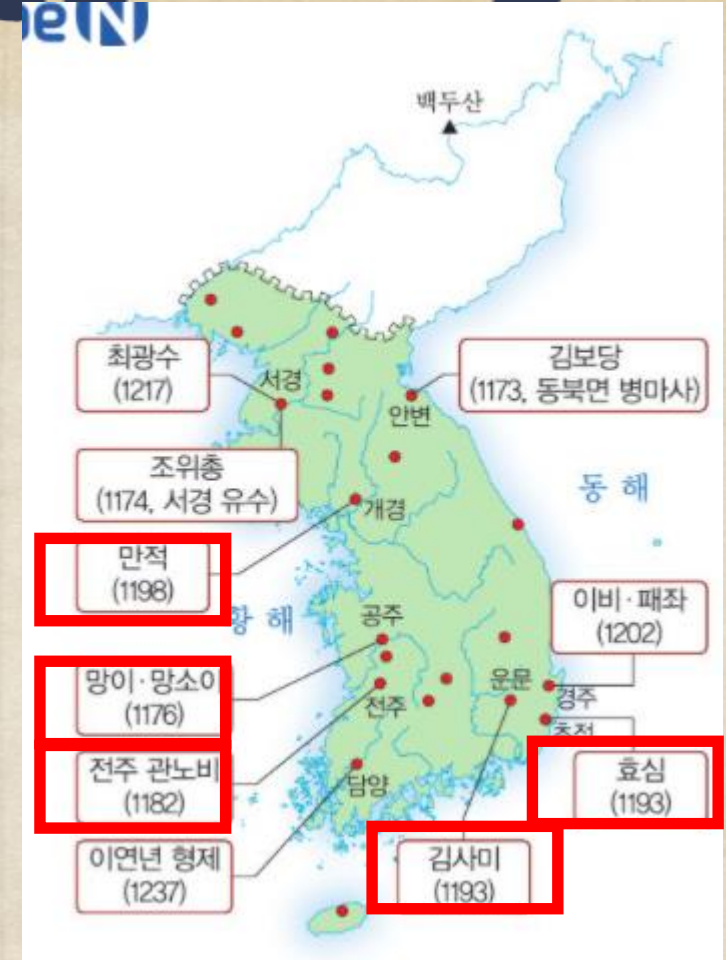 e N
백두산
최광수
(1217)
서경
김보당
(1173, 동북면 병마사)
안변
조위총
(1174, 서경 유수)
동 해
개경
만적
(1198)
황 해
이비·패좌
(1202)
공주
망이·망소이
(1176)
운문
경주
전주
초전
전주 관노비
(1182)
담양
효심
(1193)
이연년 형제
(1237)
김사미
(1193)